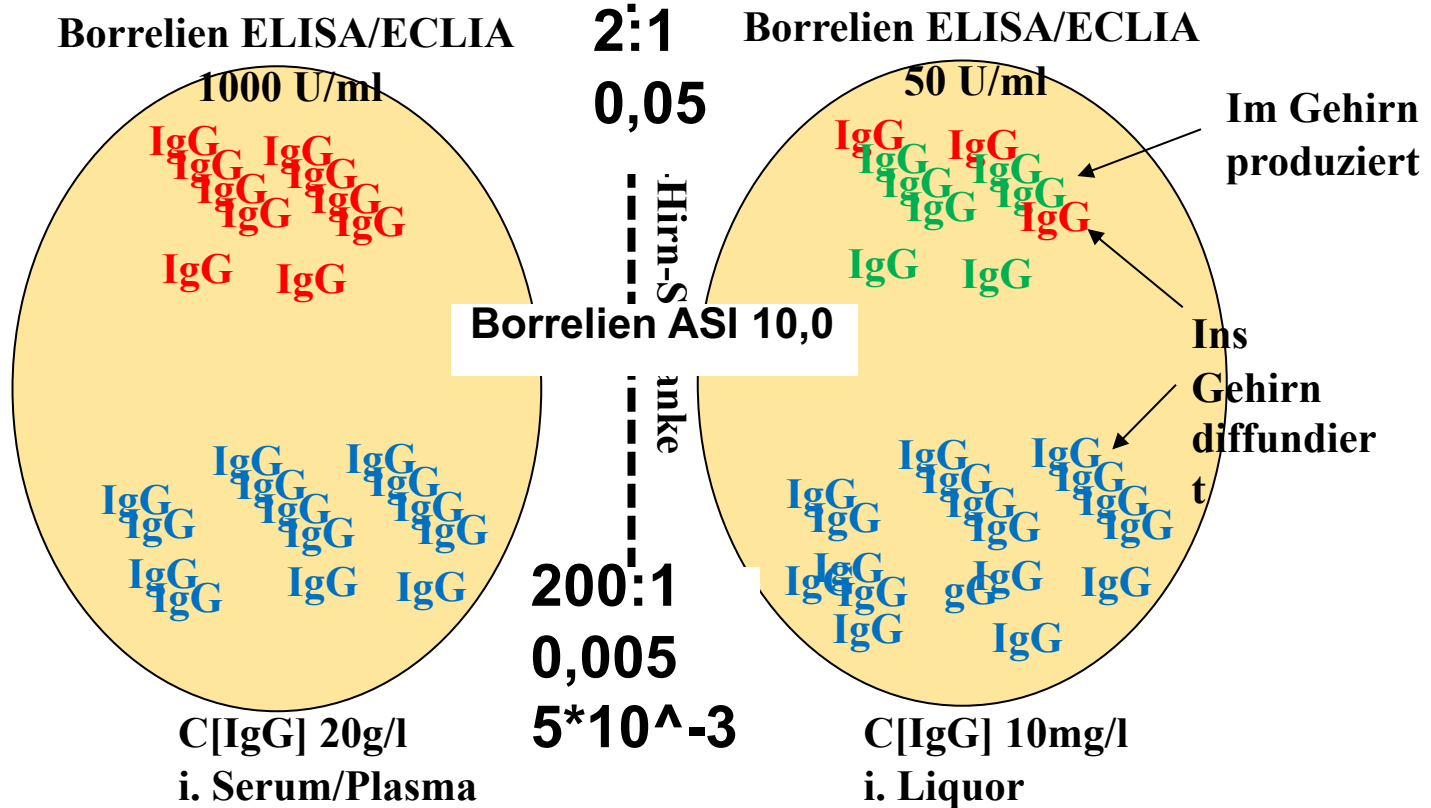 Borrelien ELISA/ECLIA
1000 U/ml
IgG IgG
IgG IgG
IgG IgG
IgG IgG
IgG IgG
IgG IgG
IgG IgG
IgG IgG
IgG IgG
IgG IgG
IgG IgG
IgG IgG
C[IgG] 20g/l
i. Serum/Plasma
2:1
0,05
-Hirn-S
anke
Borrelien ASI 10,0
200:1
0,005
5*10^-3
Borrelien ELISA/ECLIA
50 U/ml
IgG IgG
IgG IgG
IgG IgG
IgG IgG
IgG IgG
IgG IgG
IgG IgG
IgG IgG IgG
IgG IgG IgG
IgG IgG IgG
IgG gG IgG
IgG IgG
IgG IgG
C[IgG] 10mg/l
i. Liquor
Im Gehirn
produziert
Ins
Gehirn
diffundier
t